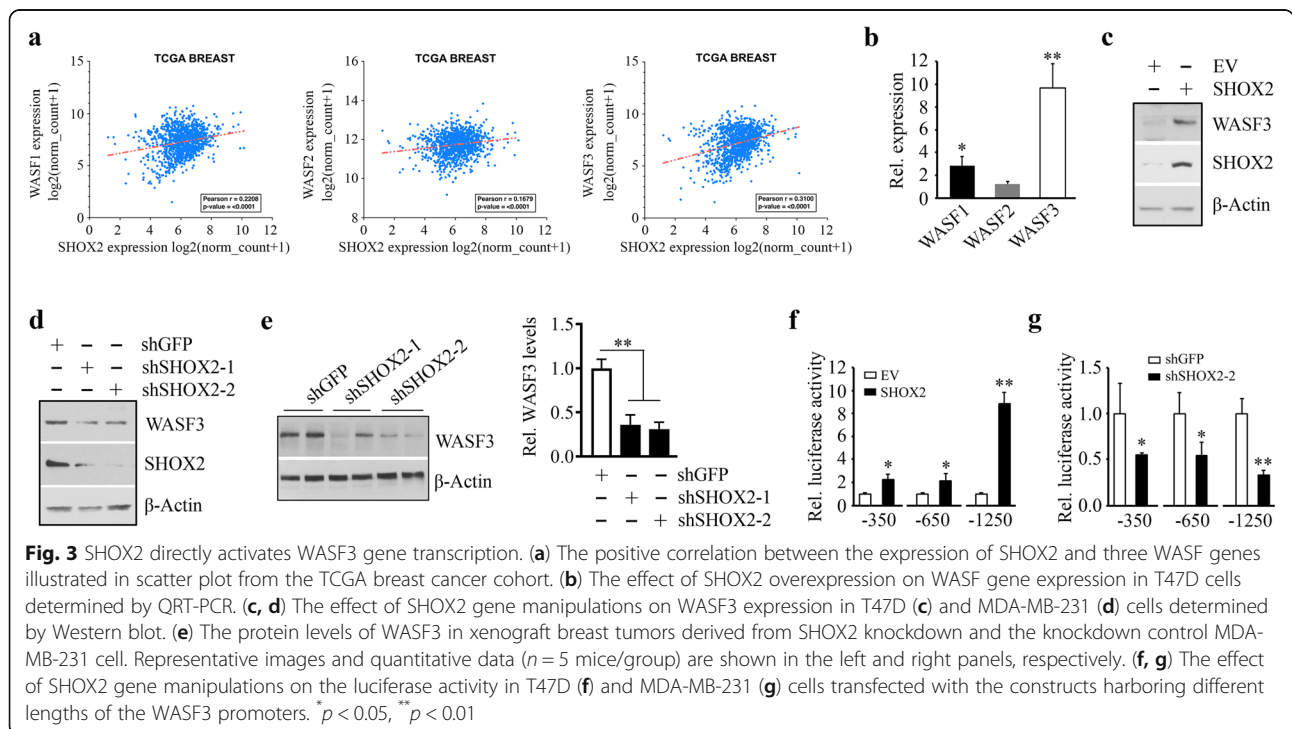 a
TCGA BREAST
WASF1 expression
log2(norm_count+1)
15
10
5
0
0 2 4 6 8 10 12
Pearson r = 0.2208
p-value = <0.0001
SHOX2 expression log2(norm_count+1)
TCGA BREAST
WASF2 expression
log2(norm_count+1)
16
14
12
10
8
0 2 4 6 8 10 12
Pearson r = 0.1679
p-value = <0.0001
SHOX2 expression log2(norm_count+1)
TCGA BREAST
WASF3 expression
log2(norm_count+1)
15
10
5
0
0 2 4 6 8 10 12
Pearson r = 0.3100
p-value = <0.0001
SHOX2 expression log2(norm_count+1)
b
Rel. expression
12
10
8
6
4
2
0
*
**
WASF1
WASF2
WASF3
c
+ − EV
− + SHOX2
WASF3
SHOX2
β-Actin
d
+ − − shGFP
− + − shSHOX2-1
− − + shSHOX2-2
WASF3
SHOX2
β-Actin
e
shGFP
shSHOX2-1
shSHOX2-2
WASF3
β-Actin
Rel. WASF3 levels
1.5
1.0
0.5
0.0
**
+ − − shGFP
− + − shSHOX2-1
− − + shSHOX2-2
f
Rel. luciferase activity
12
10
8
6
4
2
0
EV
SHOX2
*
*
**
-350 -650 -1250
g
Rel. luciferase activity
1.5
1.0
0.5
0.0
shGFP
shSHOX2-2
*
*
**
-350 -650 -1250
Fig. 3 SHOX2 directly activates WASF3 gene transcription. (a) The positive correlation between the expression of SHOX2 and three WASF genes
illustrated in scatter plot from the TCGA breast cancer cohort. (b) The effect of SHOX2 overexpression on WASF gene expression in T47D cells
determined by QRT-PCR. (c, d) The effect of SHOX2 gene manipulations on WASF3 expression in T47D (c) and MDA-MB-231 (d) cells determined
by Western blot. (e) The protein levels of WASF3 in xenograft breast tumors derived from SHOX2 knockdown and the knockdown control MDA-
MB-231 cell. Representative images and quantitative data (n = 5 mice/group) are shown in the left and right panels, respectively. (f, g) The effect
of SHOX2 gene manipulations on the luciferase activity in T47D (f) and MDA-MB-231 (g) cells transfected with the constructs harboring different
lengths of the WASF3 promoters. *p < 0.05, **p < 0.01